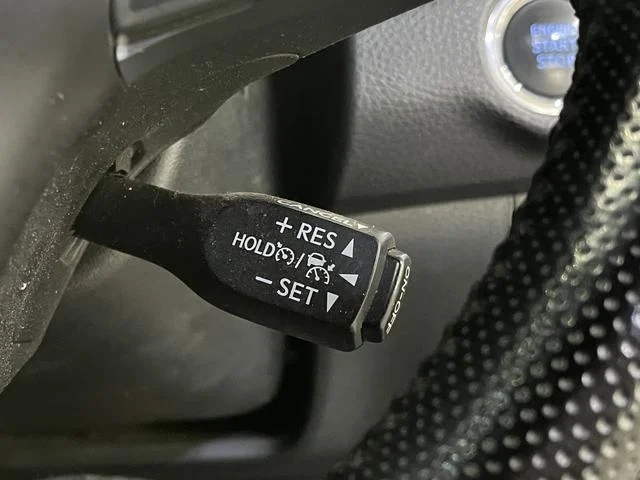 ENGINE
START
STOP
CANCEL
+ RES ▲
HOLD / ◀
− SET ▼
ON-OFF